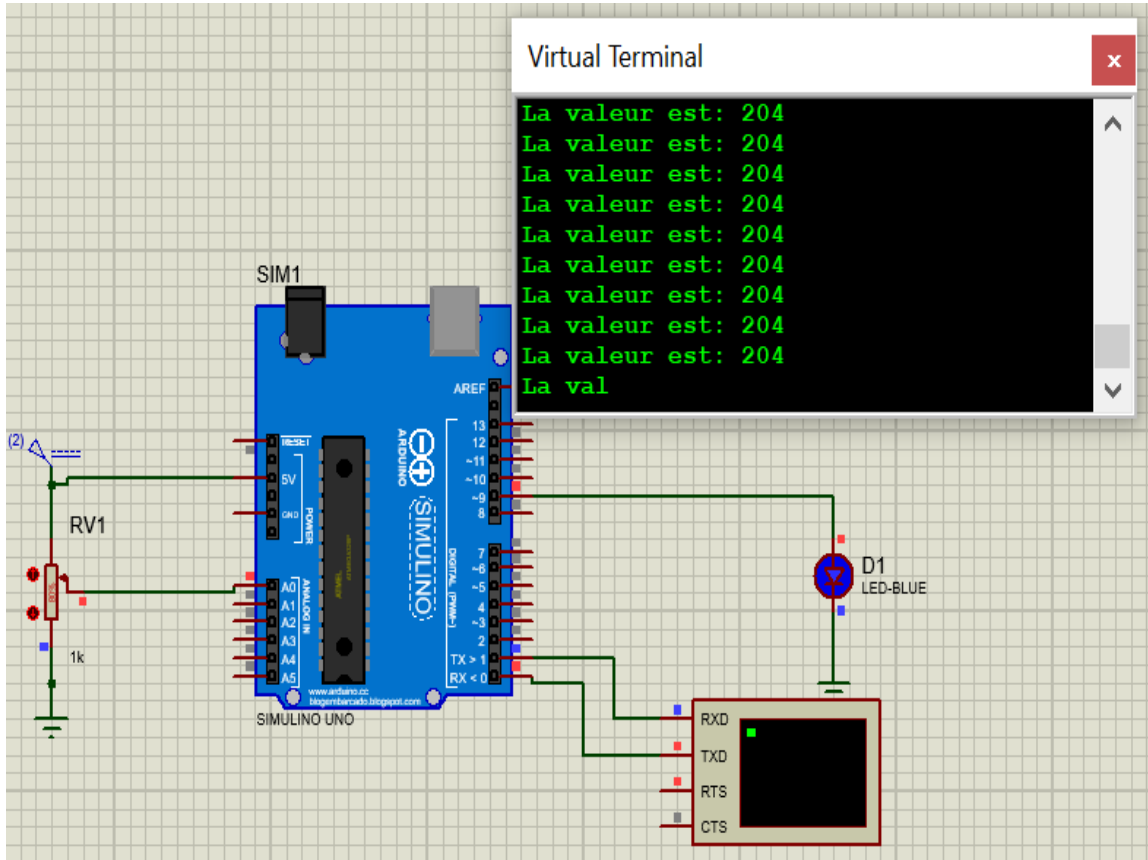 Virtual Terminal
x
La valeur est: 204
La valeur est: 204
La valeur est: 204
La valeur est: 204
La valeur est: 204
La valeur est: 204
La valeur est: 204
La valeur est: 204
La valeur est: 204
La val
SIM1
AREF
13
12
~11
~10
~9
8
RESET
5V
GND
POWER
ARDUINO
SIMULINO
ATMEL
DIGITAL (PWM~)
7
~6
~5
4
~3
2
TX > 1
RX < 0
A0
A1
A2
A3
A4
A5
ANALOG IN
www.arduino.cc
blogembarcado.blogspot.com
SIMULINO UNO
(2)
RV1
1k
D1
LED-BLUE
RXD
TXD
RTS
CTS